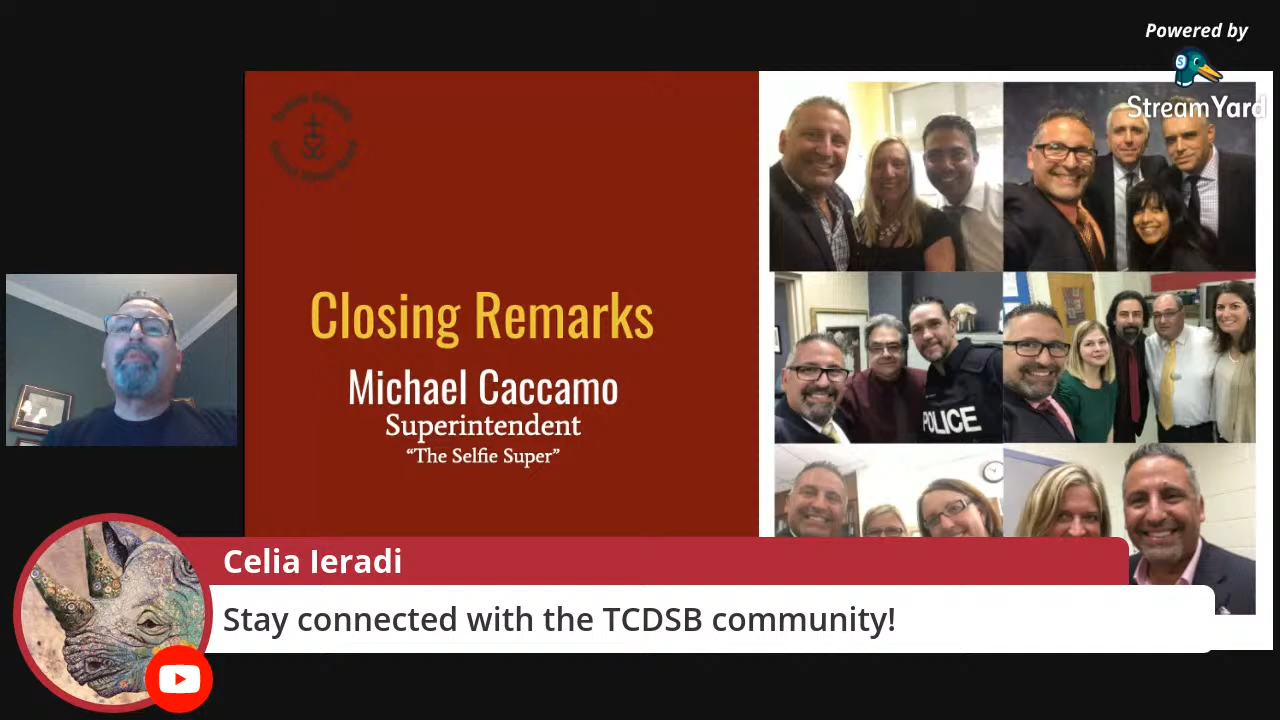 Powered by
StreamYard
Closing Remarks
Michael Caccamo
Superintendent
“The Selfie Super”
POLICE
Celia Ieradi
Stay connected with the TCDSB community!